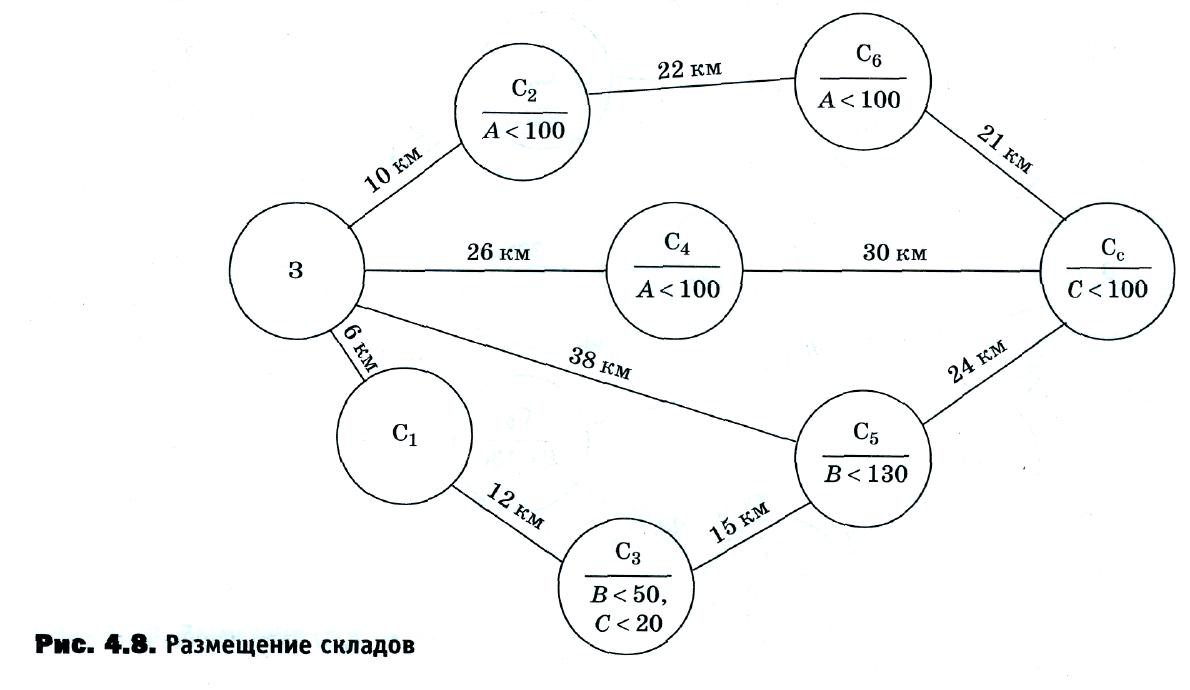 C₂
A < 100
22 км
C₆
A < 100
10 км
21 км
З
26 км
C₄
A < 100
30 км
Cс
C < 100
6 км
38 км
24 км
C₁
C₅
B < 130
12 км
15 км
C₃
B < 50,
C < 20
Рис. 4.8. Размещение складов